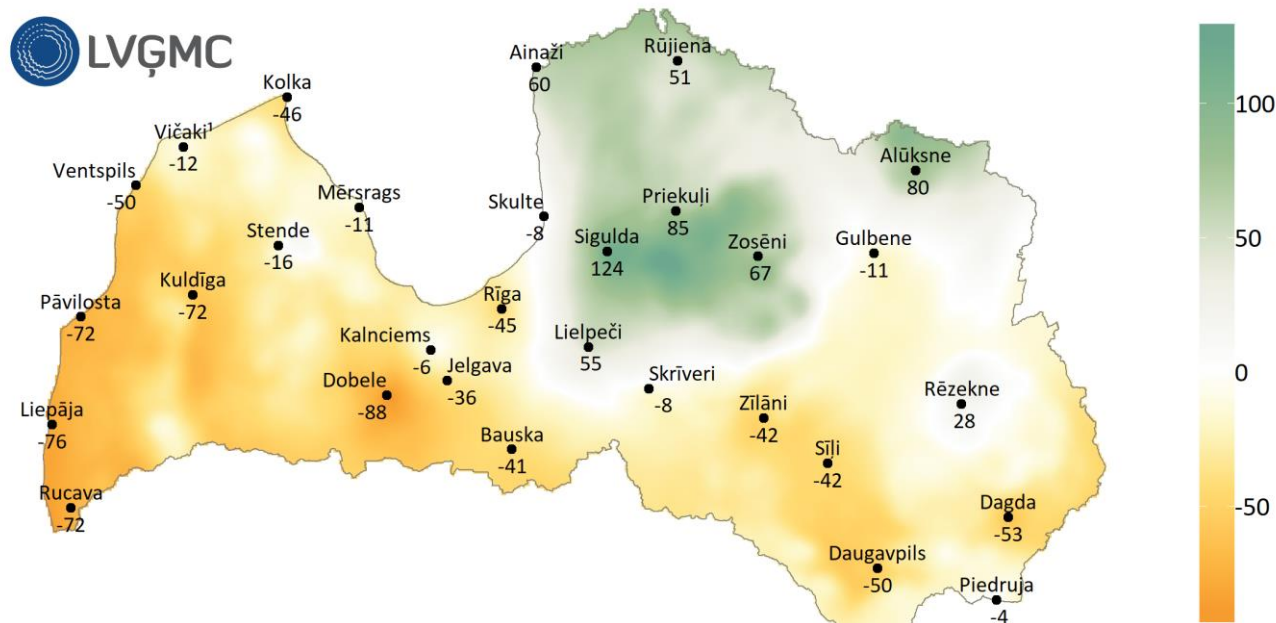 LVĢMC
Ainaži
60
Rūjiena
51
Kolka
-46
Vičaki¹
-12
Alūksne
80
Ventspils
-50
Mērsrags
-11
Skulte
-8
Priekuļi
85
Stende
-16
Sigulda
124
Zosēni
67
Gulbene
-11
Kuldīga
-72
Pāvilosta
-72
Rīga
-45
Kalnciems
-6
Lielpeči
55
Jelgava
-36
Dobele
-88
Skrīveri
-8
Rēzekne
28
Zīlāni
-42
Liepāja
-76
Bauska
-41
Sīļi
-42
Rucava
-72
Dagda
-53
Daugavpils
-50
Piedruja
-4
100
50
0
-50